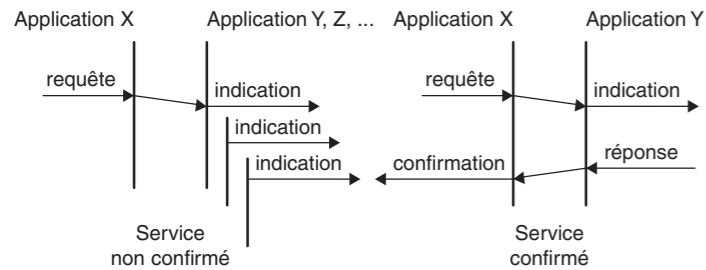 Application X
Application Y, Z, ...
Application X
Application Y
requête
indication
requête
indication
indication
indication
confirmation
réponse
Service
non confirmé
Service
confirmé